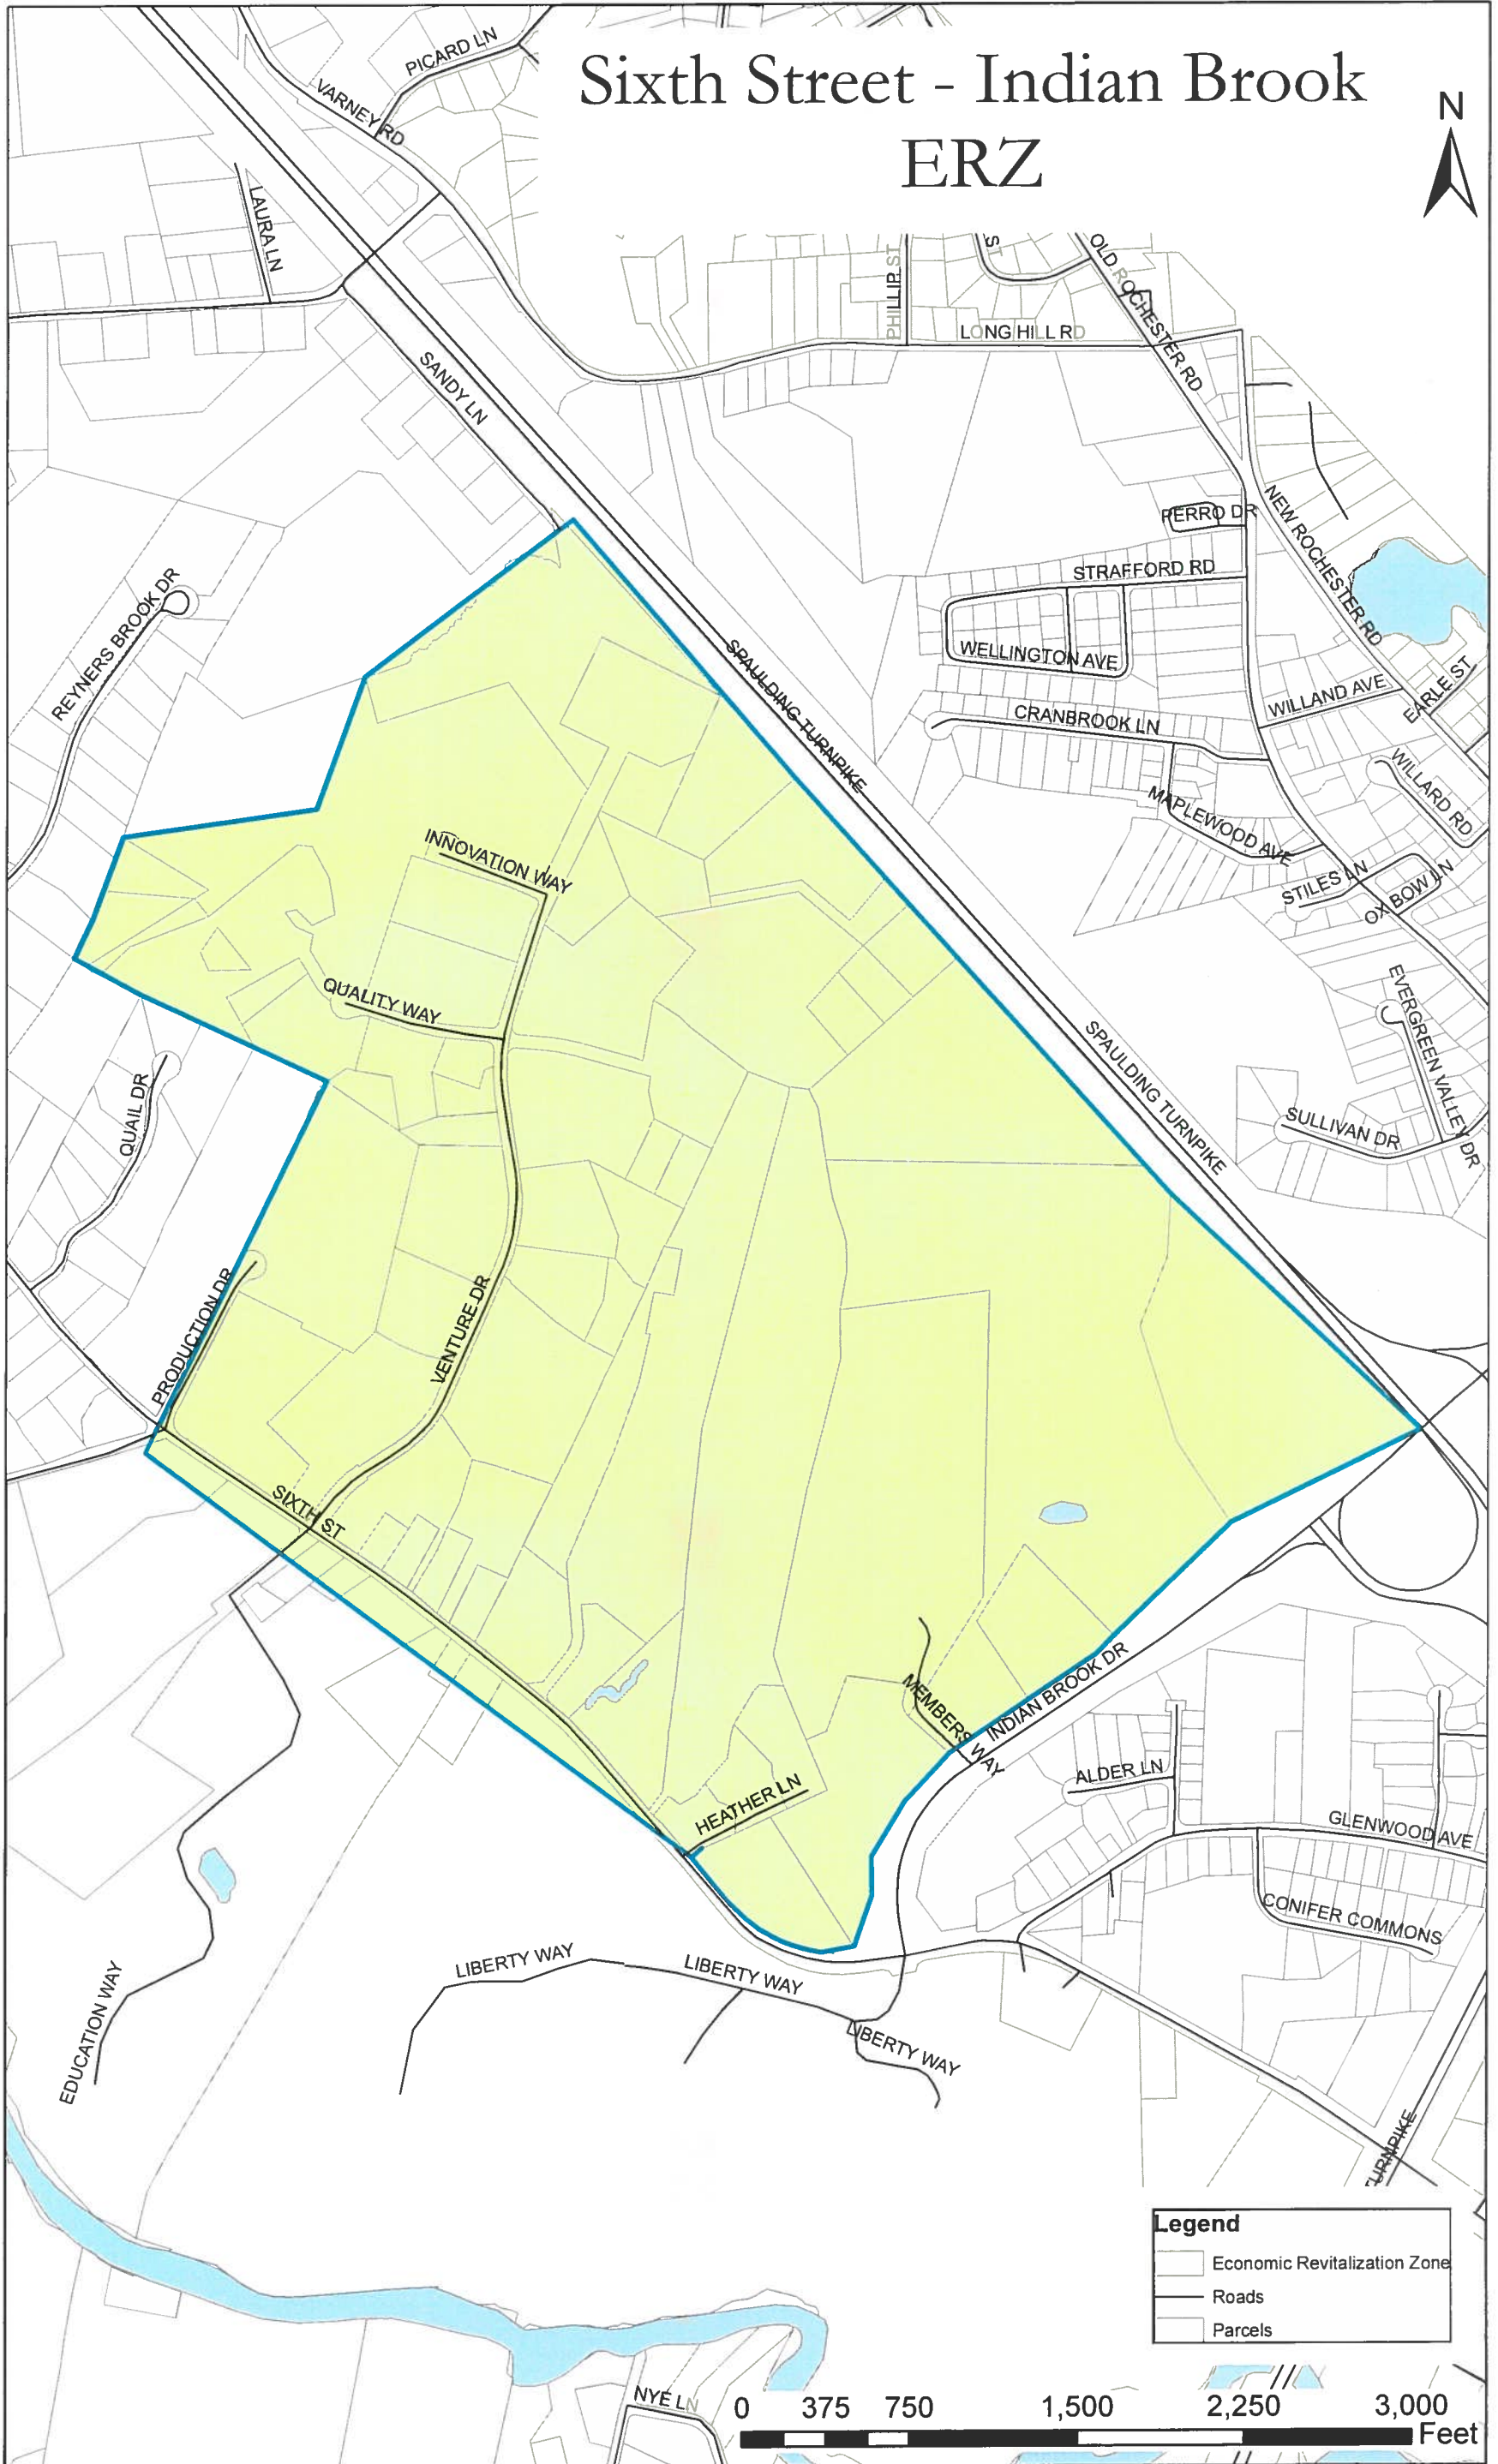 Sixth Street - Indian Brook
ERZ
N
PICARD LN
VARNEY RD
LAURA LN
PHILLIP ST
ST
OLD ROCHESTER RD
LONG HILL RD
SANDY LN
PERRO DR
NEW ROCHESTER RD
STRAFFORD RD
REYNERS BROOK DR
SPAULDING TURNPIKE
WELLINGTON AVE
WILLAND AVE
EARLE ST
CRANBROOK LN
WILLARD RD
MAPLEWOOD AVE
INNOVATION WAY
STILES LN
OX BOW LN
QUALITY WAY
EVERGREEN VALLEY DR
SPAULDING TURNPIKE
QUAIL DR
SULLIVAN DR
PRODUCTION DR
VENTURE DR
SIXTH ST
MEMBERS WAY
INDIAN BROOK DR
ALDER LN
HEATHER LN
GLENWOOD AVE
CONIFER COMMONS
LIBERTY WAY
LIBERTY WAY
LIBERTY WAY
EDUCATION WAY
TURNPIKE
Legend
Economic Revitalization Zone
Roads
Parcels
NYE LN
0 375 750 1,500 2,250 3,000
Feet